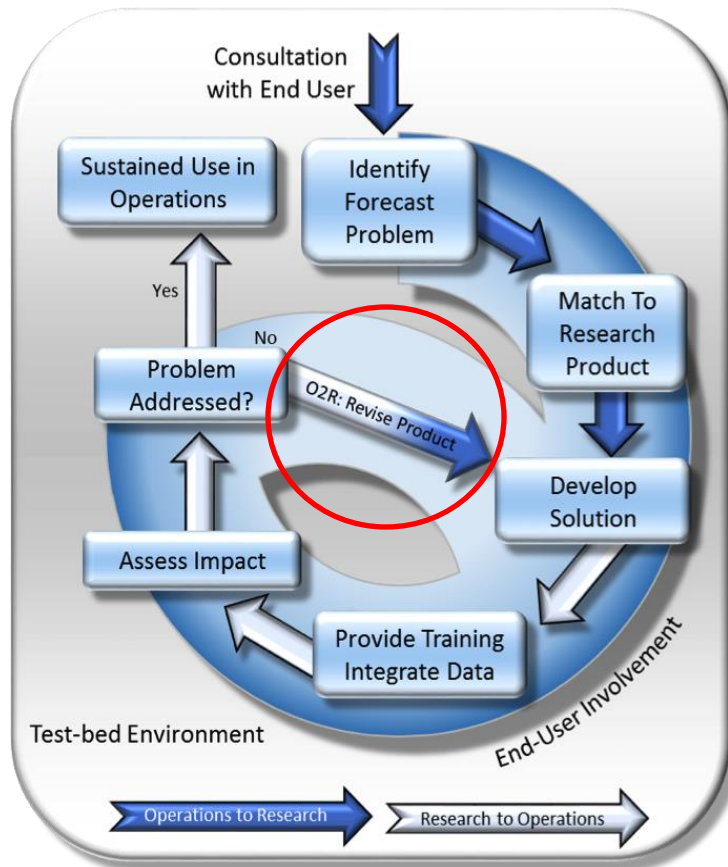 Consultation
with End User
Identify
Forecast
Problem
Sustained Use in
Operations
Match To
Research
Product
Yes
No
Problem
Addressed?
O2R: Revise Product
Develop
Solution
Assess Impact
Provide Training
Integrate Data
Test-bed Environment
End-User Involvement
Operations to Research
Research to Operations